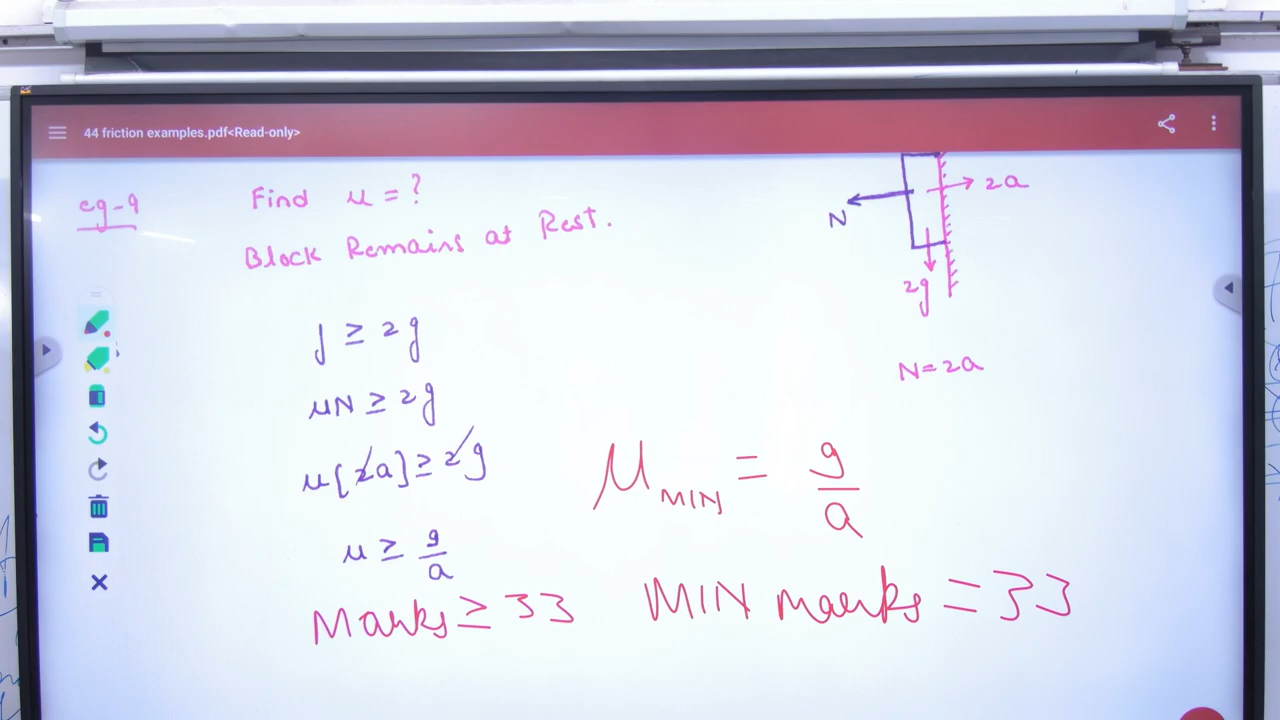 44 friction examples.pdf<Read-only>
eg-9
Find μ = ?
Block Remains at Rest.
N
2a
2g
N=2a
f ≥ 2g
μN ≥ 2g
μ[2a] ≥ 2g
μ ≥ g/a
μMIN = g/a
Marks ≥ 33
MIN marks = 33